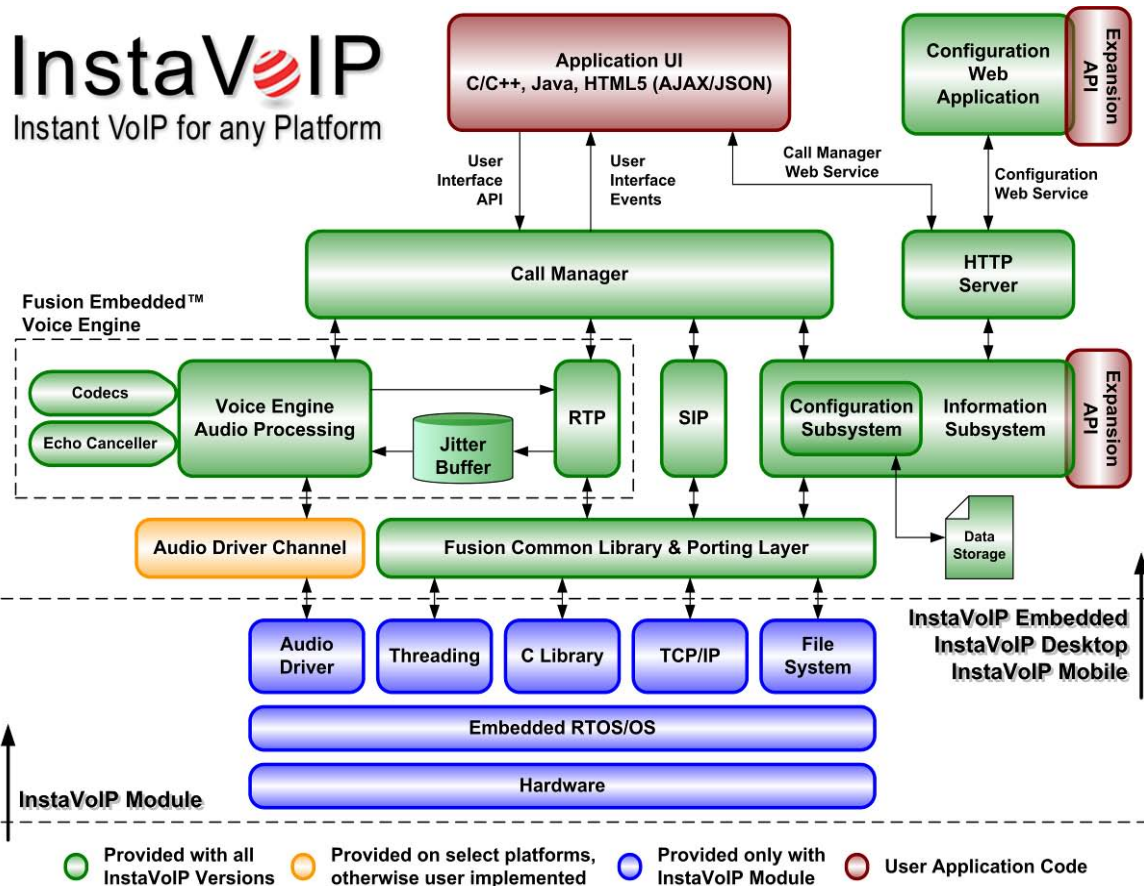 InstaVoIP
Instant VoIP for any Platform
Application UI
C/C++, Java, HTML5 (AJAX/JSON)
Configuration
Web
Application
Expansion
API
User
Interface
API
User
Interface
Events
Call Manager
Web Service
Configuration
Web Service
Call Manager
HTTP
Server
Fusion Embedded™
Voice Engine
Codecs
Echo Canceller
Voice Engine
Audio Processing
Jitter
Buffer
RTP
SIP
Configuration
Subsystem
Information
Subsystem
Expansion
API
Audio Driver Channel
Fusion Common Library & Porting Layer
Data
Storage
InstaVoIP Embedded
InstaVoIP Desktop
InstaVoIP Mobile
Audio
Driver
Threading
C Library
TCP/IP
File
System
Embedded RTOS/OS
Hardware
InstaVoIP Module
Provided with all
InstaVoIP Versions
Provided on select platforms,
otherwise user implemented
Provided only with
InstaVoIP Module
User Application Code